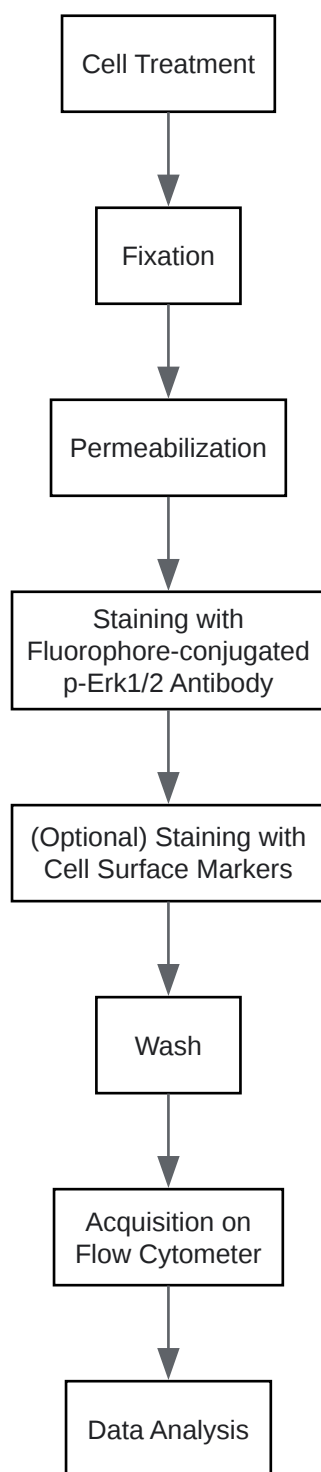 Cell Treatment
Fixation
Permeabilization
Staining with
Fluorophore-conjugated
p-Erk1/2 Antibody
(Optional) Staining with
Cell Surface Markers
Wash
Acquisition on
Flow Cytometer
Data Analysis